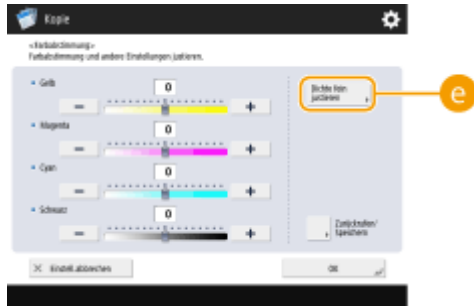 Kopie
<Farbabstimmung>
Farbabstimmung und andere Einstellungen justieren.
Gelb
0
Dichte fein
justieren
e
Magenta
0
Cyan
0
Schwarz
0
Zurückrufen/
Speichern
Einstell.abbrechen
OK